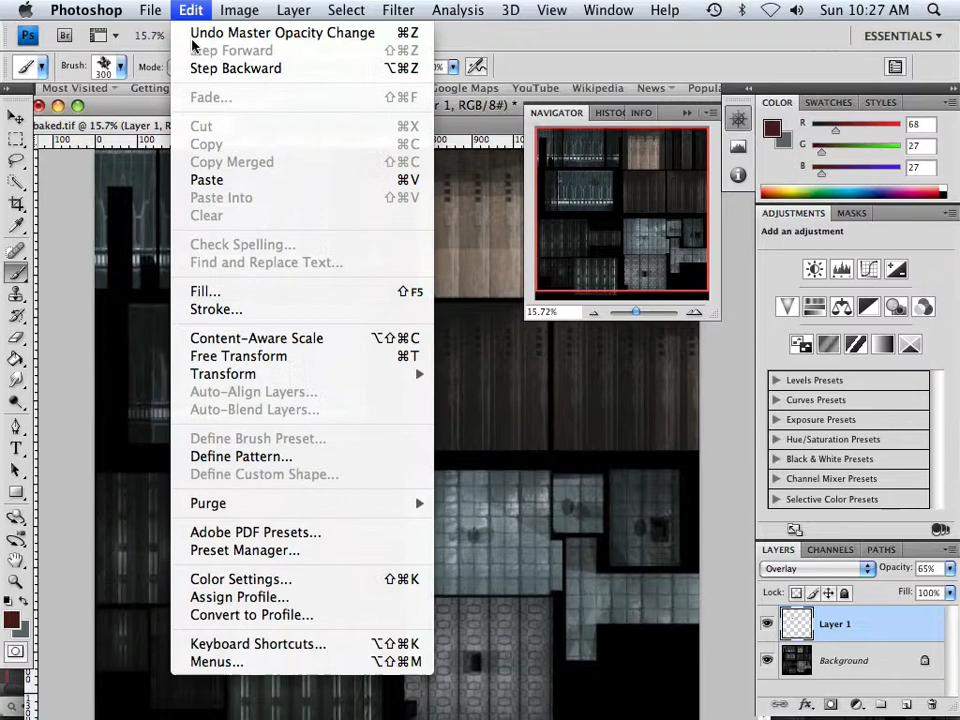 Photoshop File Edit Image Layer Select Filter Analysis 3D View Window Help Sun 10:27 AM
Ps Br 15.7% ESSENTIALS
Brush: 300 Mode: %
Most Visited Getting Google Maps YouTube Wikipedia News Popula
baked.tif @ 15.7% (Layer 1, R 1, RGB/8#) *
100 0 100
Undo Master Opacity Change ⌘Z
Step Forward ⇧⌘Z
Step Backward ⌥⌘Z
Fade... ⇧⌘F
Cut ⌘X
Copy ⌘C
Copy Merged ⇧⌘C
Paste ⌘V
Paste Into ⇧⌘V
Clear
Check Spelling...
Find and Replace Text...
Fill... ⇧F5
Stroke...
Content-Aware Scale ⌥⇧⌘C
Free Transform ⌘T
Transform
Auto-Align Layers...
Auto-Blend Layers...
Define Brush Preset...
Define Pattern...
Define Custom Shape...
Purge
Adobe PDF Presets...
Preset Manager...
Color Settings... ⇧⌘K
Assign Profile...
Convert to Profile...
Keyboard Shortcuts... ⌥⇧⌘K
Menus... ⌥⇧⌘M
NAVIGATOR HISTO INFO
15.72%
COLOR SWATCHES STYLES
R 68
G 27
B 27
ADJUSTMENTS MASKS
Add an adjustment
Levels Presets
Curves Presets
Exposure Presets
Hue/Saturation Presets
Black & White Presets
Channel Mixer Presets
Selective Color Presets
LAYERS CHANNELS PATHS
Overlay Opacity: 65%
Lock: Fill: 100%
Layer 1
Background